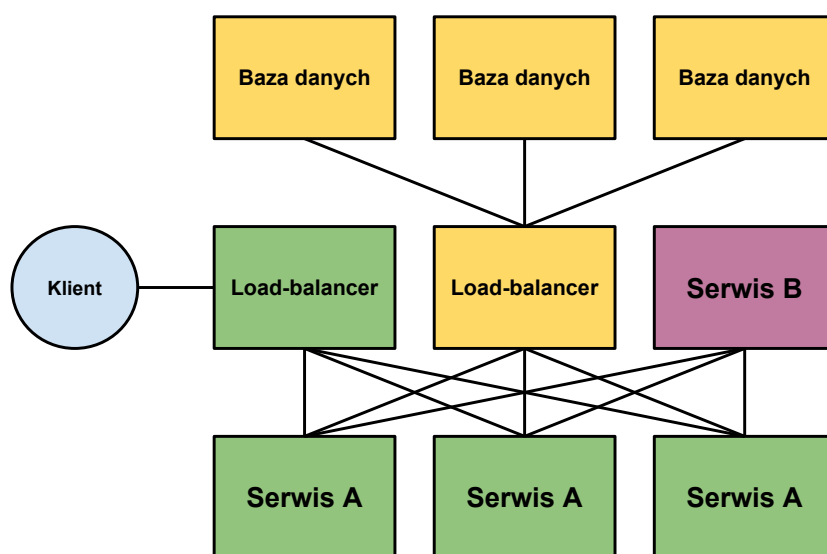 Baza danych
Baza danych
Baza danych
Klient
Load-balancer
Load-balancer
Serwis B
Serwis A
Serwis A
Serwis A